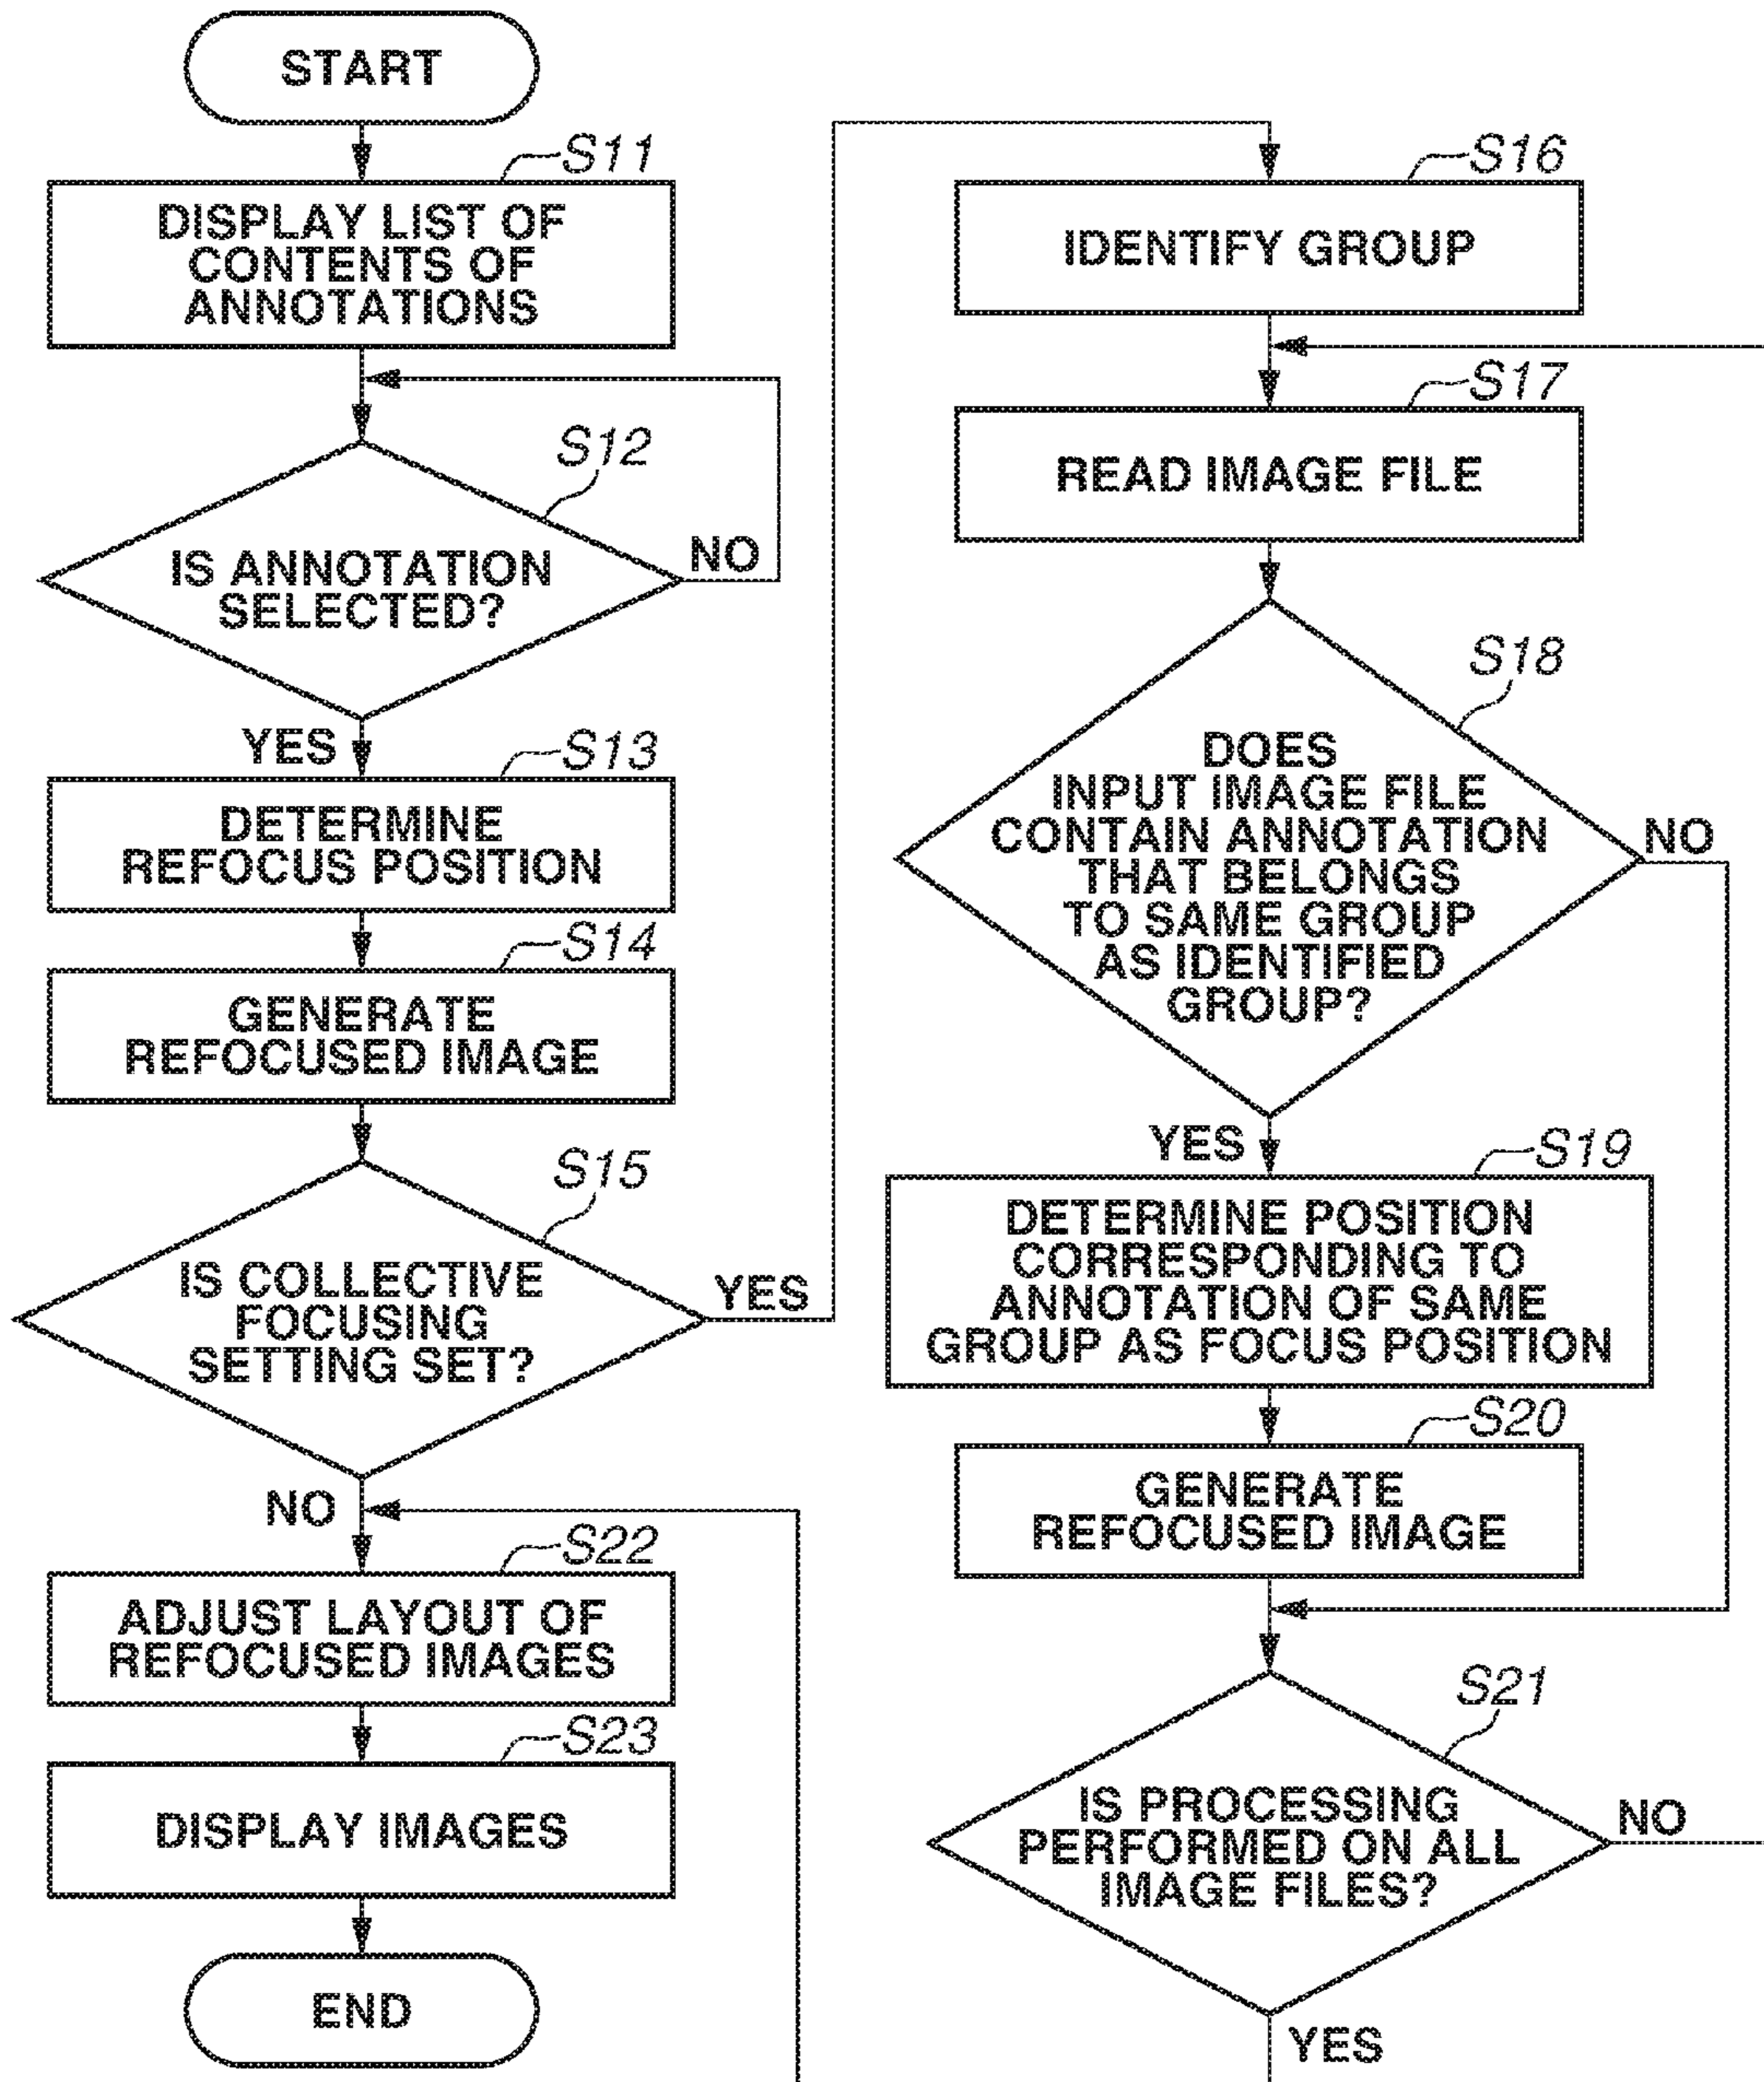 START
S11
DISPLAY LIST OF
CONTENTS OF
ANNOTATIONS
S12
IS ANNOTATION
SELECTED?
NO
YES
S13
DETERMINE
REFOCUS POSITION
S14
GENERATE
REFOCUSED IMAGE
S15
IS COLLECTIVE
FOCUSING
SETTING SET?
YES
NO
S22
ADJUST LAYOUT OF
REFOCUSED IMAGES
S23
DISPLAY IMAGES
END
S16
IDENTIFY GROUP
S17
READ IMAGE FILE
S18
DOES
INPUT IMAGE FILE
CONTAIN ANNOTATION
THAT BELONGS
TO SAME GROUP
AS IDENTIFIED
GROUP?
NO
YES
S19
DETERMINE POSITION
CORRESPONDING TO
ANNOTATION OF SAME
GROUP AS FOCUS POSITION
S20
GENERATE
REFOCUSED IMAGE
S21
IS PROCESSING
PERFORMED ON ALL
IMAGE FILES?
NO
YES